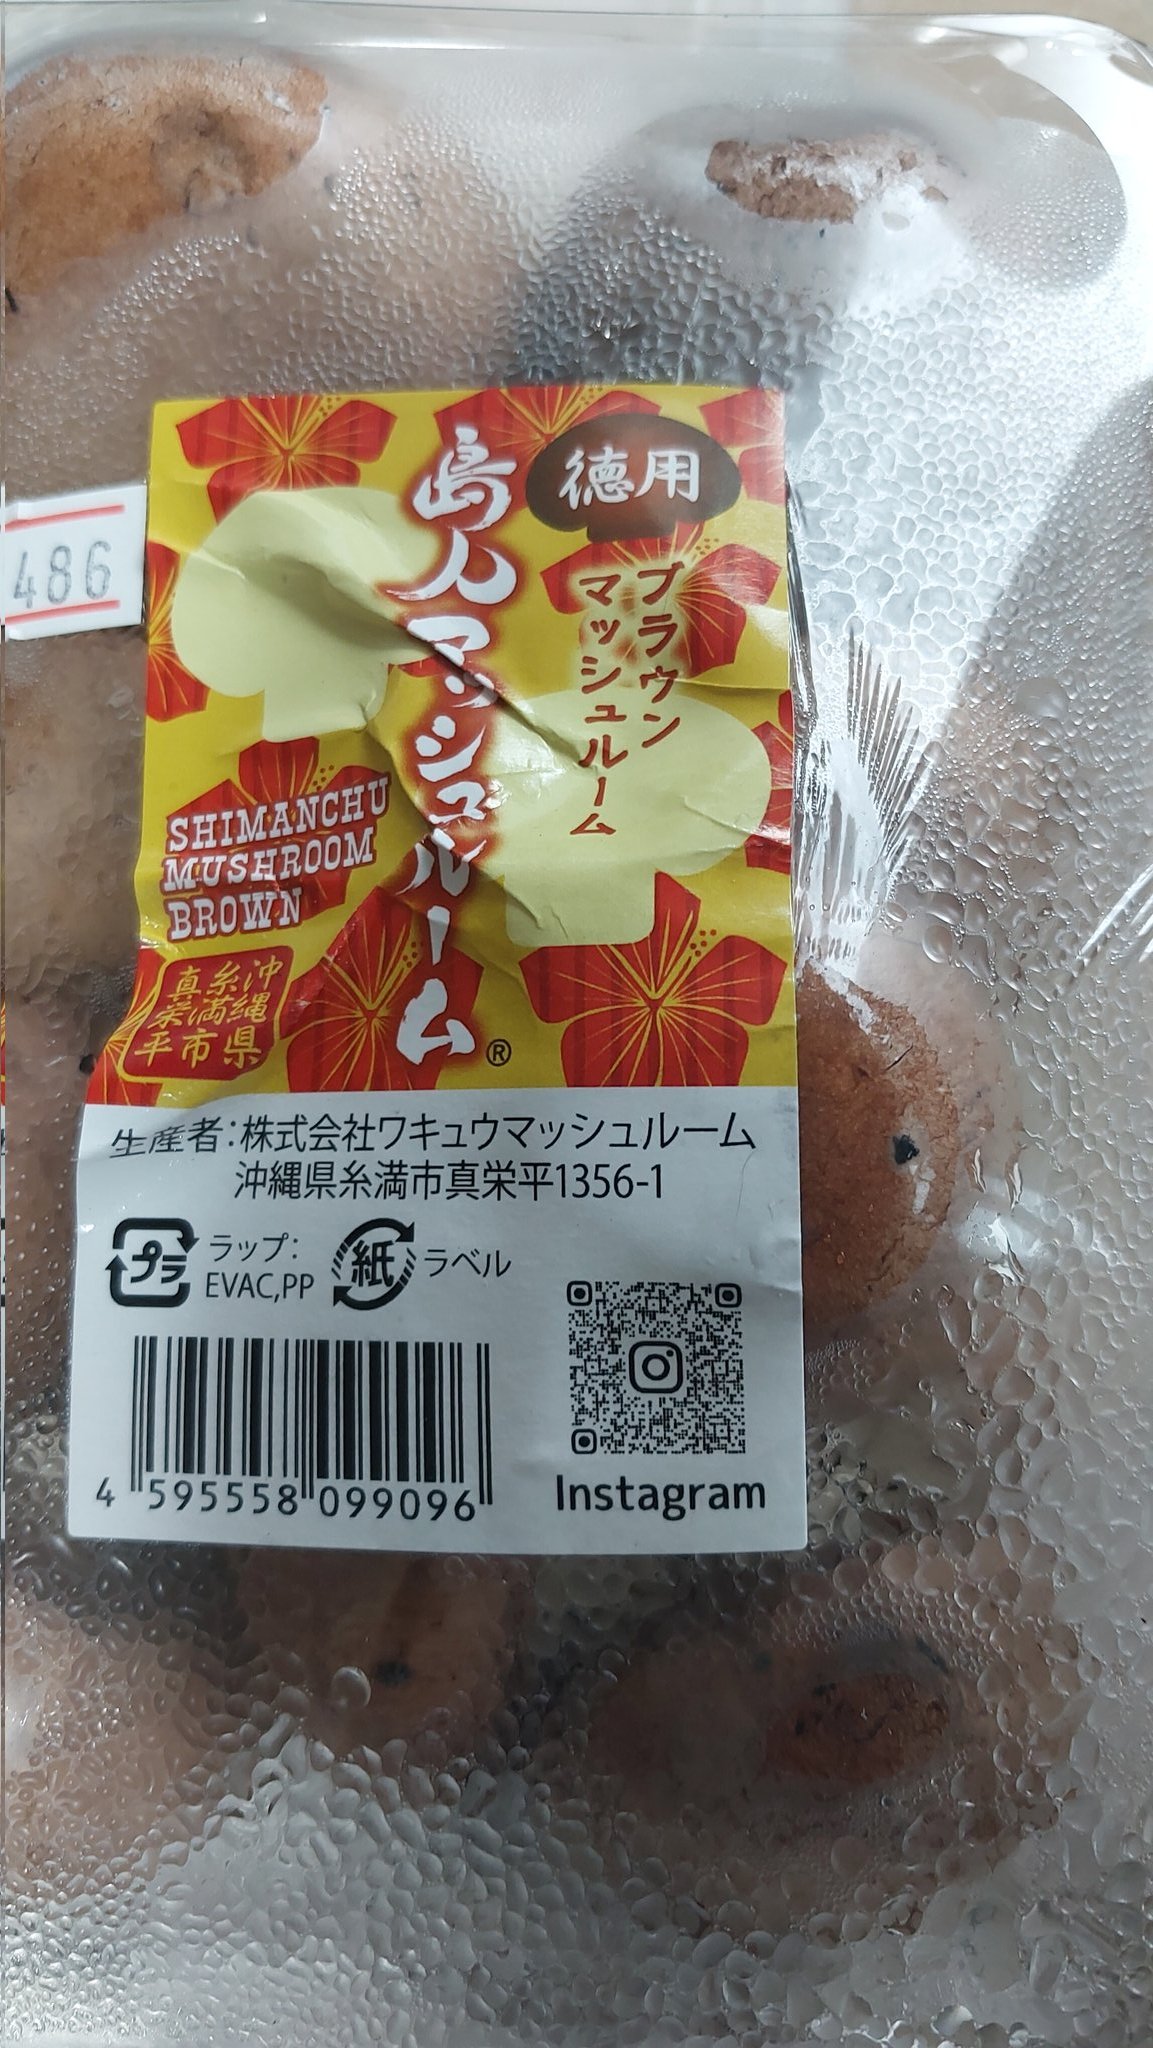 徳用
ブラウン
マッシュルーム
島人マッシュルーム®
486
SHIMANCHU
MUSHROOM
BROWN
沖縄県
糸満市
真栄平
生産者：株式会社ワキュウマッシュルーム
沖縄県糸満市真栄平1356-1
プラ
ラップ：
EVAC,PP
紙
ラベル
4 595558 099096
Instagram